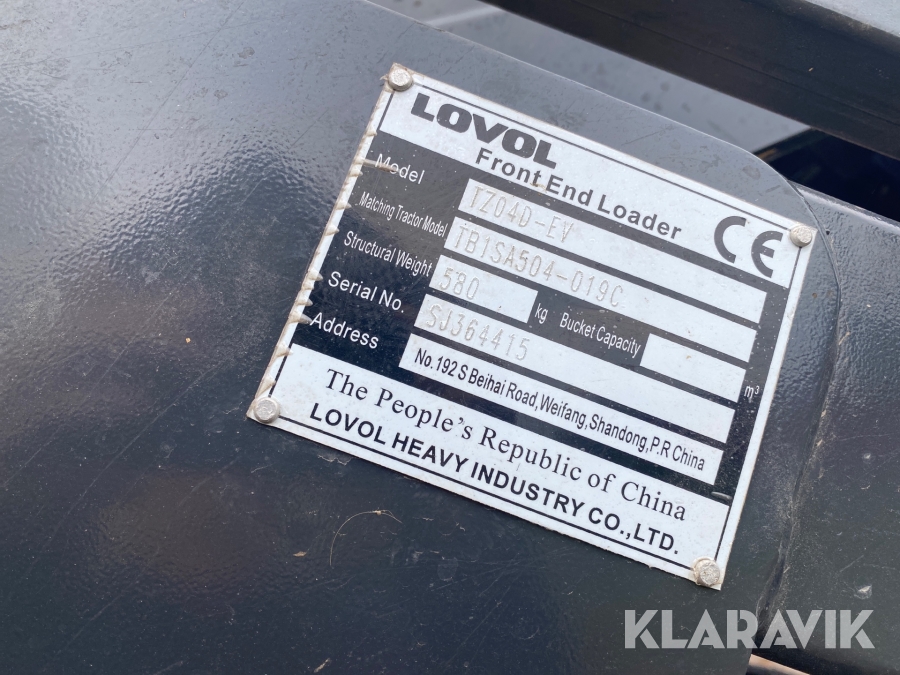 LOVOL
Front End Loader
CE
Model TZ04D-EV
Matching Tractor Model TB1SA504-019C
Structural Weight 580 kg Bucket Capacity m³
Serial No. SJ364415
Address No.192 S Beihai Road,Weifang,Shandong,P.R China
The People's Republic of China
LOVOL HEAVY INDUSTRY CO.,LTD.
KLARAVIK